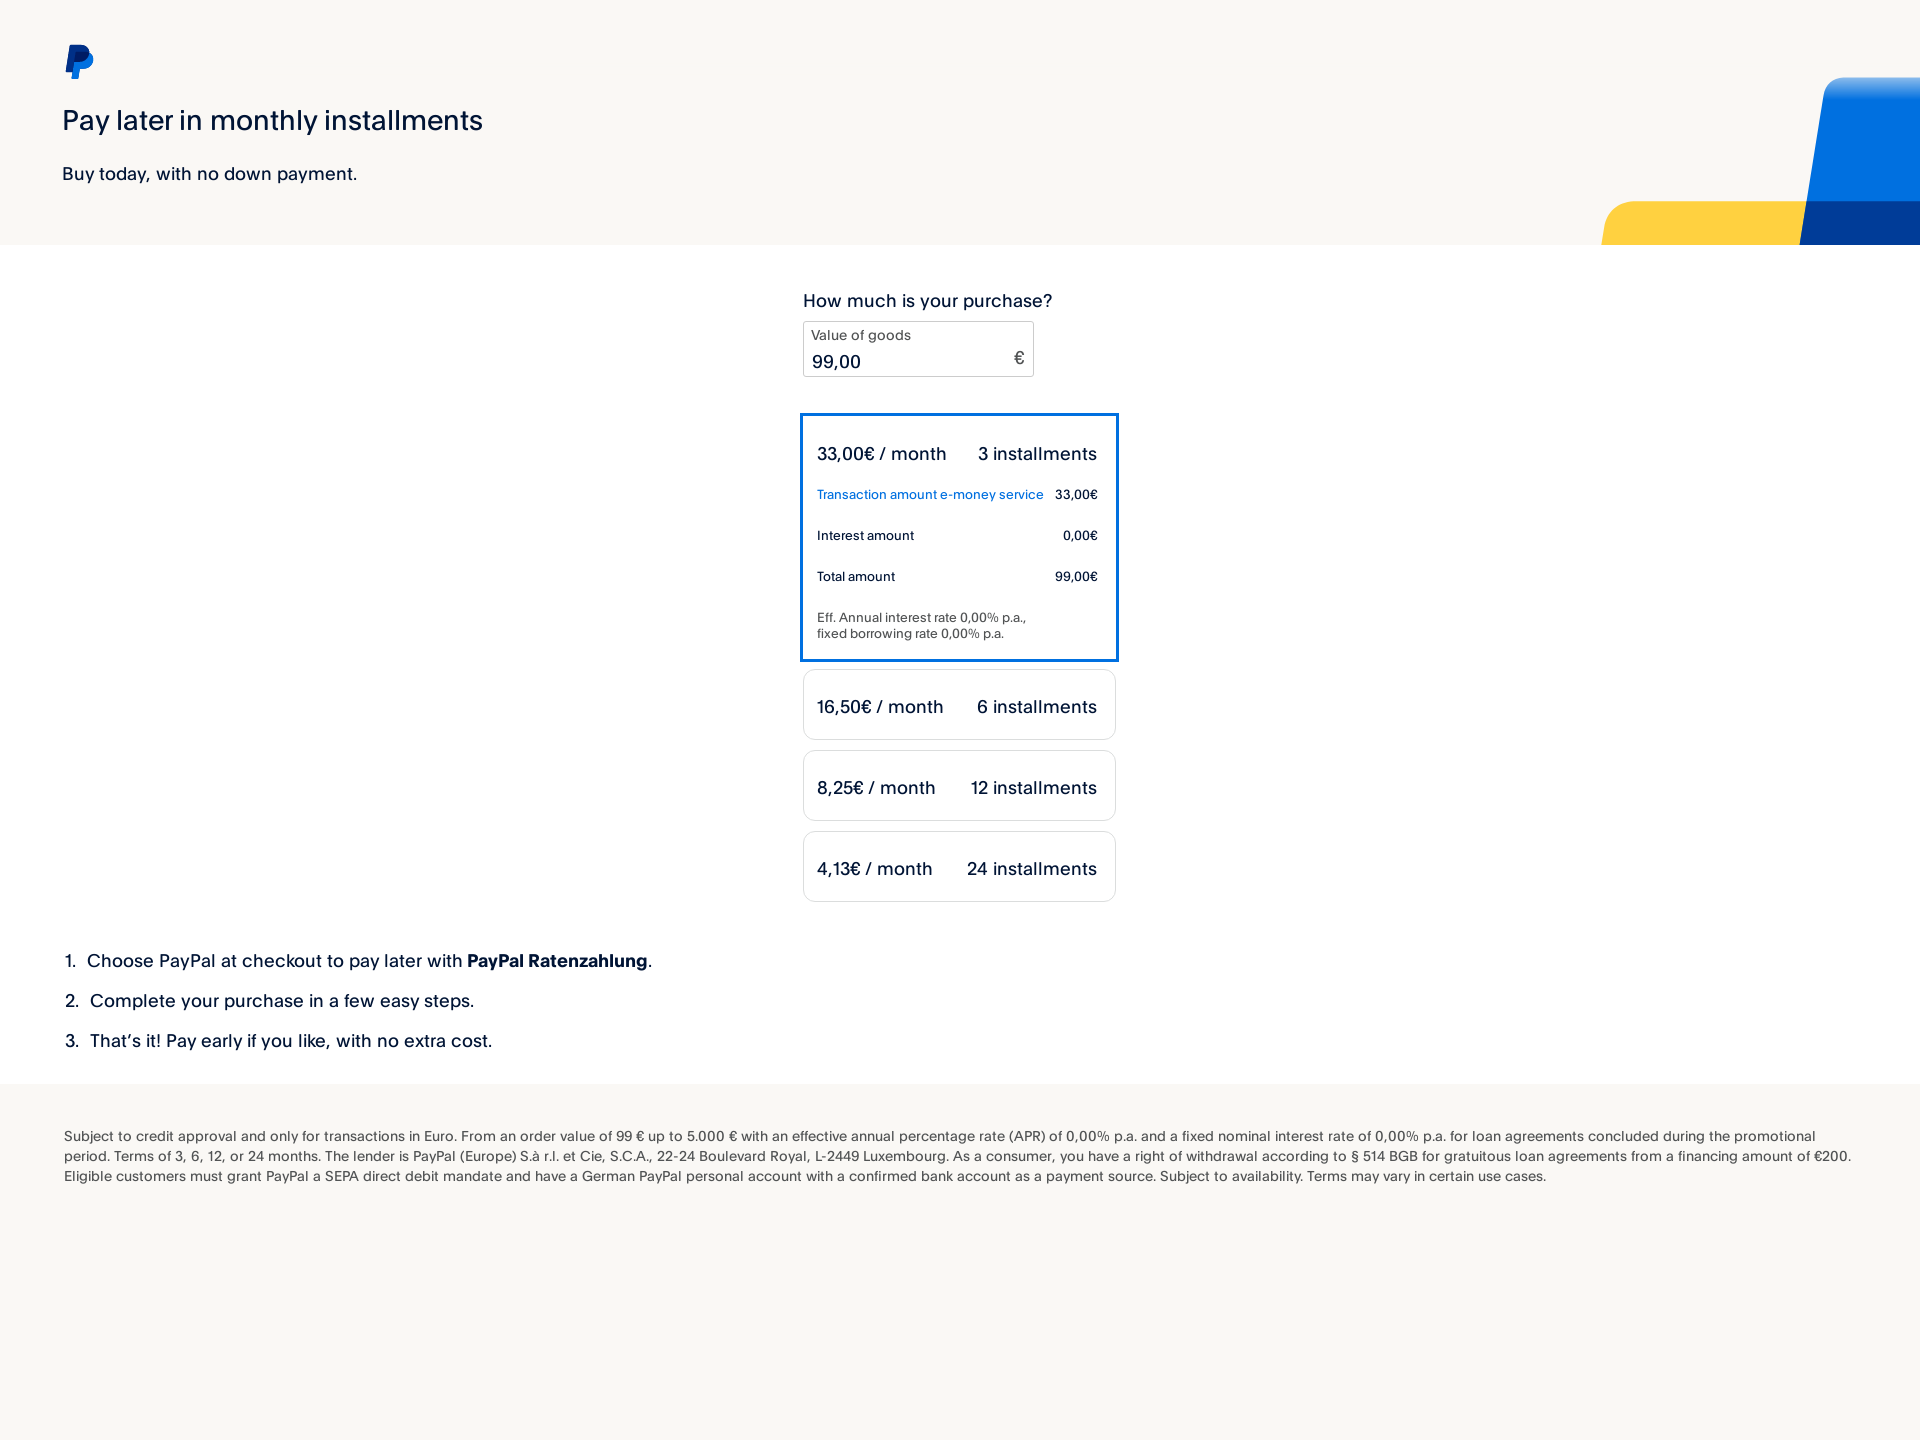 Pay later in monthly installments
Buy today, with no down payment.
How much is your purchase?
Value of goods
99,00 €
33,00€ / month 3 installments
Transaction amount e-money service 33,00€
Interest amount 0,00€
Total amount 99,00€
Eff. Annual interest rate 0,00% p.a.,
fixed borrowing rate 0,00% p.a.
16,50€ / month 6 installments
8,25€ / month 12 installments
4,13€ / month 24 installments
1. Choose PayPal at checkout to pay later with PayPal Ratenzahlung.
2. Complete your purchase in a few easy steps.
3. That’s it! Pay early if you like, with no extra cost.
Subject to credit approval and only for transactions in Euro. From an order value of 99 € up to 5.000 € with an effective annual percentage rate (APR) of 0,00% p.a. and a fixed nominal interest rate of 0,00% p.a. for loan agreements concluded during the promotional
period. Terms of 3, 6, 12, or 24 months. The lender is PayPal (Europe) S.à r.l. et Cie, S.C.A., 22-24 Boulevard Royal, L-2449 Luxembourg. As a consumer, you have a right of withdrawal according to § 514 BGB for gratuitous loan agreements from a financing amount of €200.
Eligible customers must grant PayPal a SEPA direct debit mandate and have a German PayPal personal account with a confirmed bank account as a payment source. Subject to availability. Terms may vary in certain use cases.